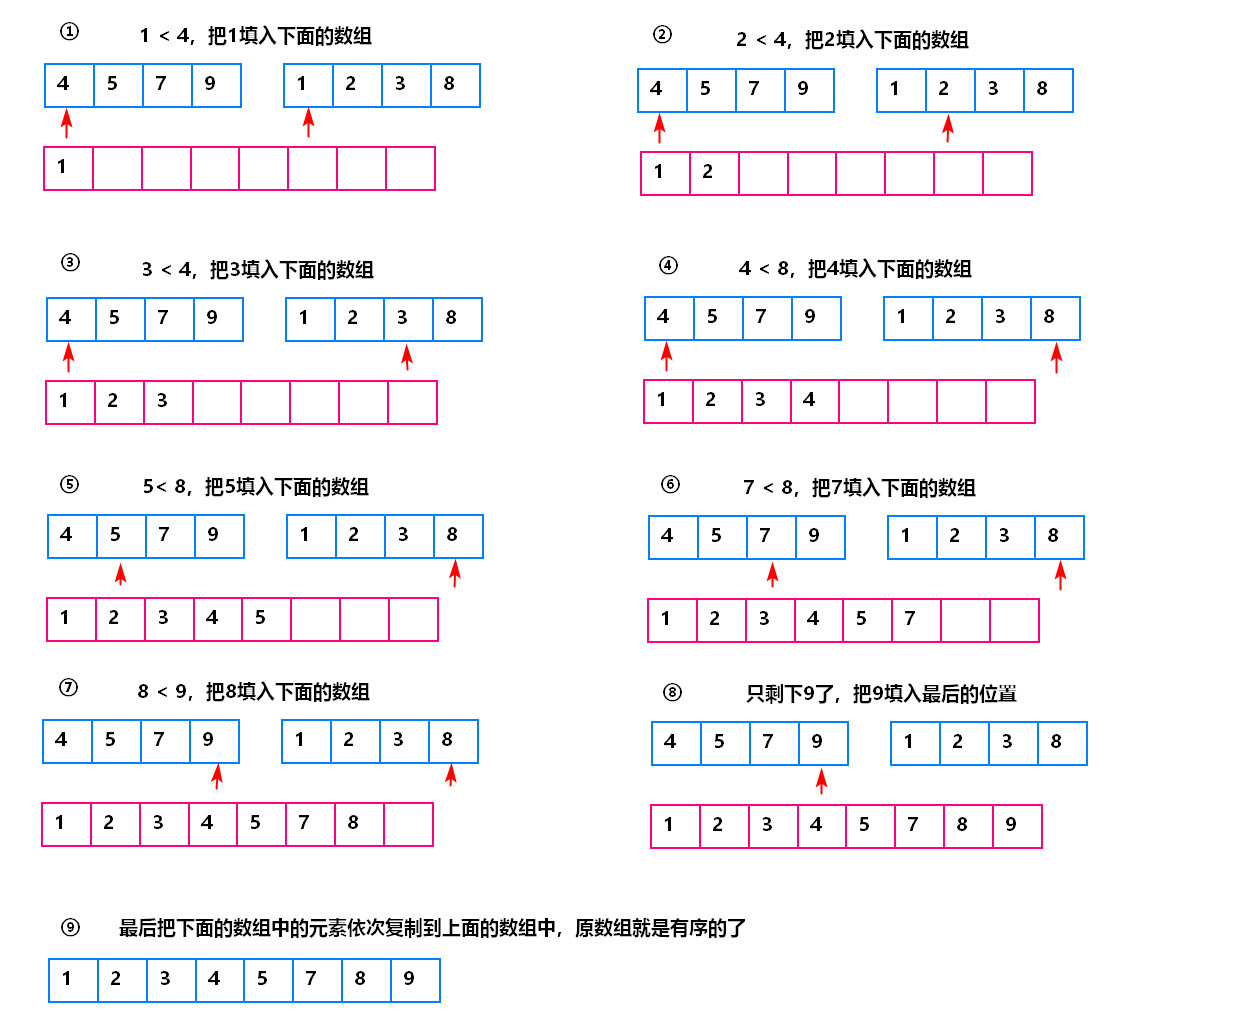 ① 1 < 4，把1填入下面的数组
4 5 7 9 1 2 3 8
1
② 2 < 4，把2填入下面的数组
4 5 7 9 1 2 3 8
1 2
③ 3 < 4，把3填入下面的数组
4 5 7 9 1 2 3 8
1 2 3
④ 4 < 8，把4填入下面的数组
4 5 7 9 1 2 3 8
1 2 3 4
⑤ 5< 8，把5填入下面的数组
4 5 7 9 1 2 3 8
1 2 3 4 5
⑥ 7 < 8，把7填入下面的数组
4 5 7 9 1 2 3 8
1 2 3 4 5 7
⑦ 8 < 9，把8填入下面的数组
4 5 7 9 1 2 3 8
1 2 3 4 5 7 8
⑧ 只剩下9了，把9填入最后的位置
4 5 7 9 1 2 3 8
1 2 3 4 5 7 8 9
⑨ 最后把下面的数组中的元素依次复制到上面的数组中，原数组就是有序的了
1 2 3 4 5 7 8 9